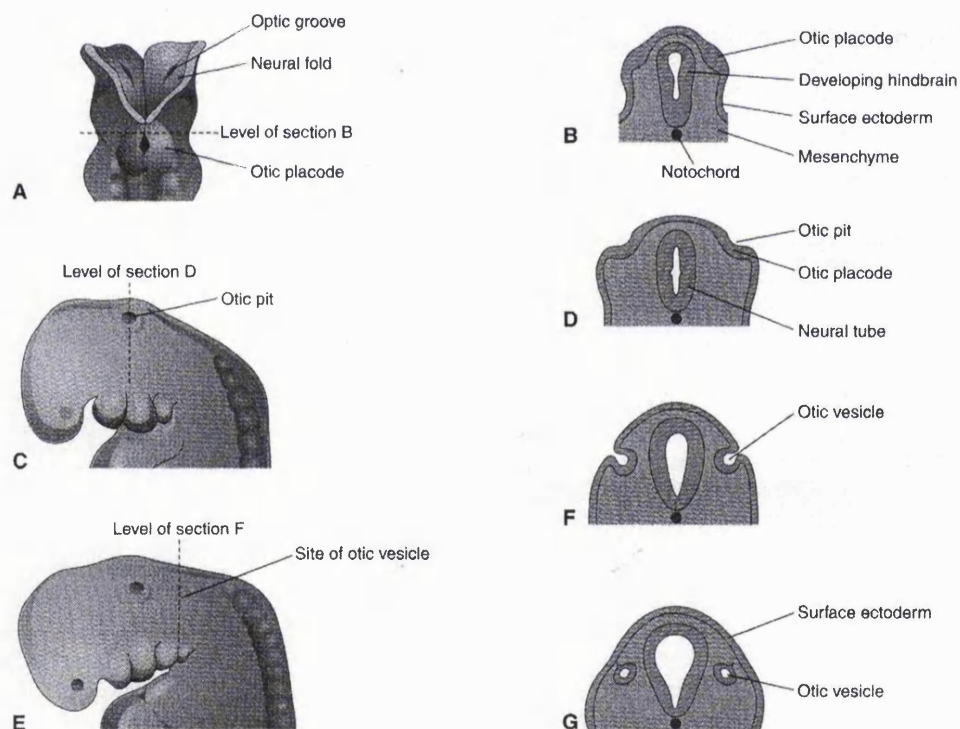 Optic groove
Neural fold
Level of section B
Otic placode
A
Otic placode
Developing hindbrain
Surface ectoderm
Mesenchyme
Notochord
B
Level of section D
Otic pit
C
Otic pit
Otic placode
Neural tube
D
Level of section F
Site of otic vesicle
E
Otic vesicle
F
Surface ectoderm
Otic vesicle
G